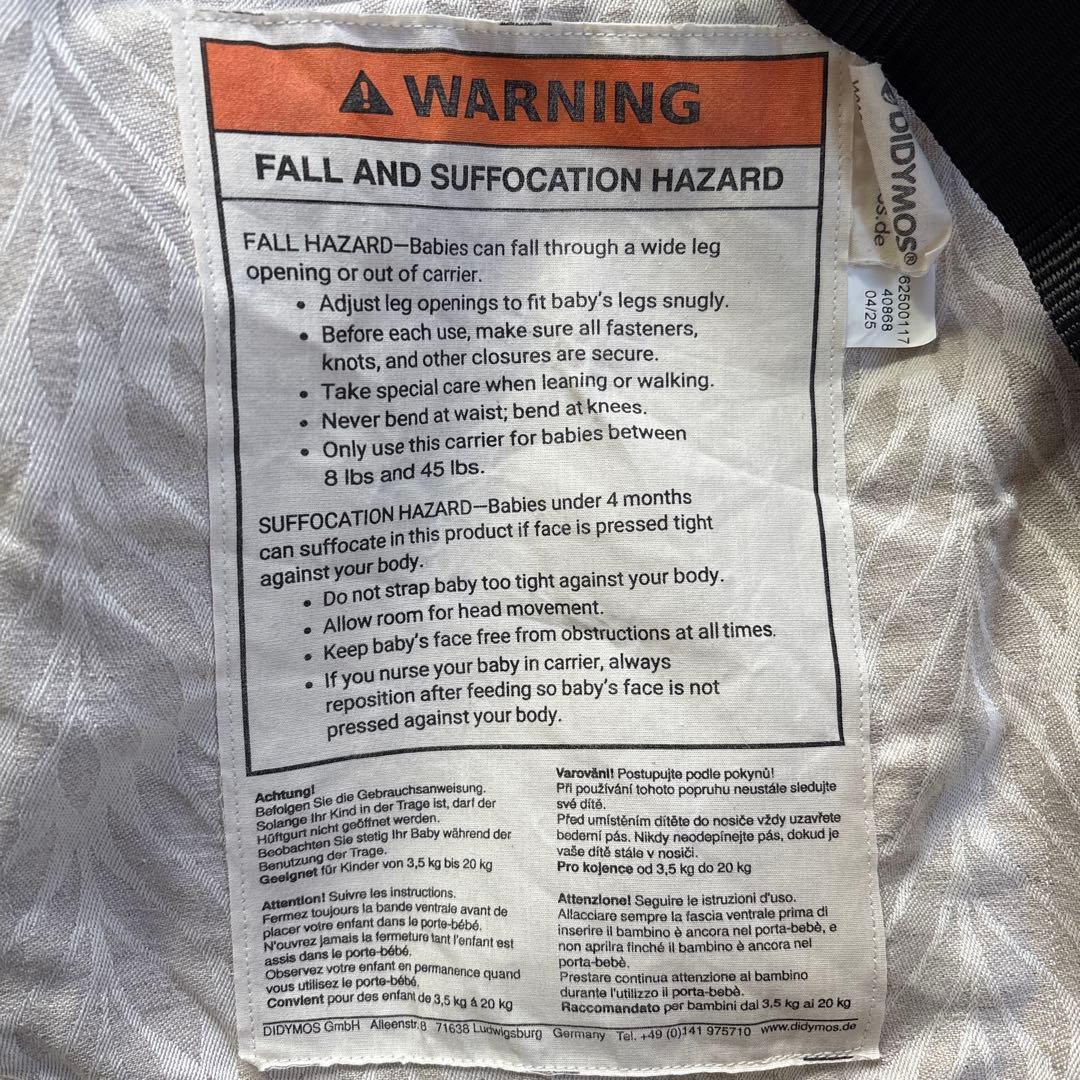 WARNING
FALL AND SUFFOCATION HAZARD
FALL HAZARD—Babies can fall through a wide leg
opening or out of carrier.
• Adjust leg openings to fit baby's legs snugly.
• Before each use, make sure all fasteners,
knots, and other closures are secure.
• Take special care when leaning or walking.
• Never bend at waist; bend at knees.
• Only use this carrier for babies between
8 lbs and 45 lbs.
SUFFOCATION HAZARD—Babies under 4 months
can suffocate in this product if face is pressed tight
against your body.
• Do not strap baby too tight against your body.
• Allow room for head movement.
• Keep baby's face free from obstructions at all times.
• If you nurse your baby in carrier, always
reposition after feeding so baby's face is not
pressed against your body.
Achtung!
Befolgen Sie die Gebrauchsanweisung.
Solange Ihr Kind in der Trage ist, darf der
Hüftgurt nicht geöffnet werden.
Beobachten Sie stetig Ihr Baby während der
Benutzung der Trage.
Geeignet für Kinder von 3,5 kg bis 20 kg
Attention! Suivre les instructions.
Fermez toujours la bande ventrale avant de
placer votre enfant dans le porte-bébé.
N'ouvrez jamais la fermeture tant l'enfant est
assis dans le porte-bébé.
Observez votre enfant en permanence quand
vous utilisez le porte-bébé.
Convient pour des enfant de 3,5 kg á 20 kg
Varování! Postupujte podle pokynů!
Při používání tohoto popruhu neustále sledujte
své dítě.
Před umístěním dítěte do nosiče vždy uzavřete
bederní pás. Nikdy neodepínejte pás, dokud je
vaše dítě stále v nosiči.
Pro kojence od 3,5 kg do 20 kg
Attenzione! Seguire le istruzioni d'uso.
Allacciare sempre la fascia ventrale prima di
inserire il bambino è ancora nel porta-bebè, e
non aprilra finché il bambino è ancora nel
porta-bebè.
Prestare continua attenzione al bambino
durante l'utilizzo il porta-bebè.
Raccomandato per bambini dai 3,5 kg ai 20 kg
DIDYMOS GmbH Alleenstr.8 71638 Ludwigsburg Germany Tel. +49 (0)141 975710 www.didymos.de
DIDYMOS®
os.de
62500117
40868
04/25